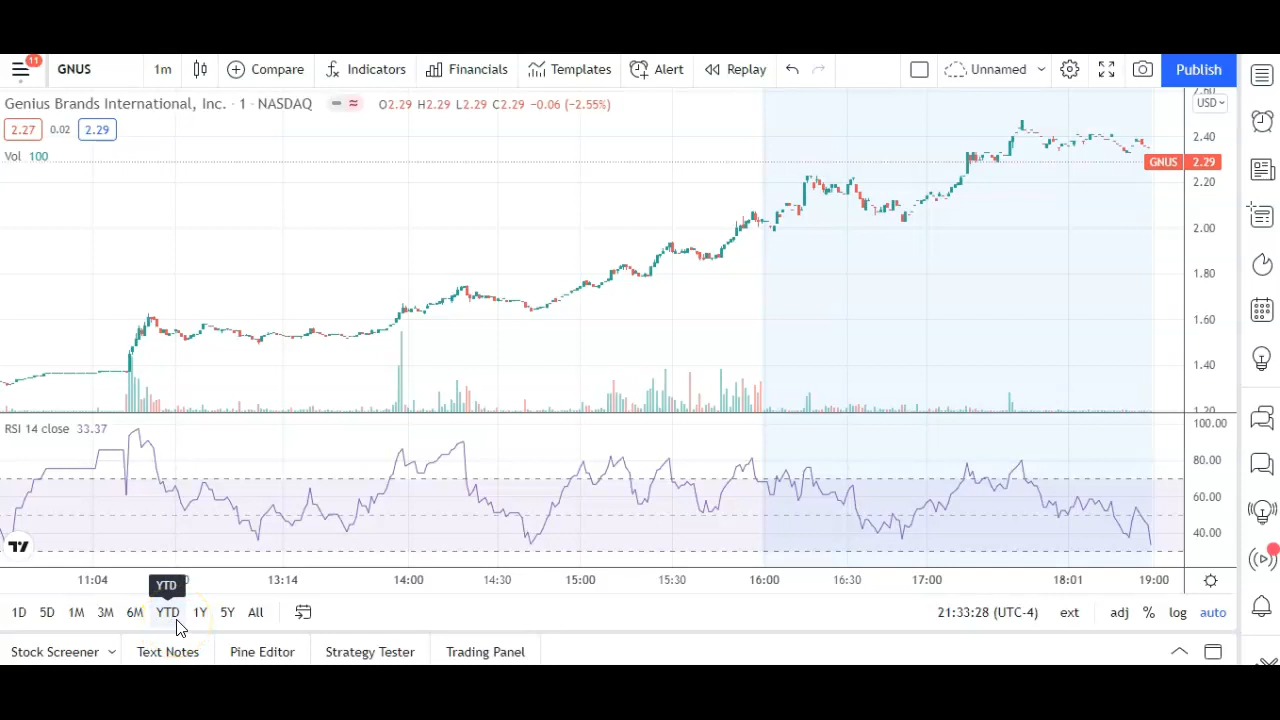 11
GNUS 1m Compare Indicators Financials Templates Alert Replay Unnamed Publish
Genius Brands International, Inc. · 1 · NASDAQ O2.29 H2.29 L2.29 C2.29 -0.06 (-2.55%)
USD
2.27 0.02 2.29
Vol 100
2.40
GNUS 2.29
2.20
2.00
1.80
1.60
1.40
1.20
RSI 14 close 33.37
100.00
80.00
60.00
40.00
11:04 13:14 14:00 14:30 15:00 15:30 16:00 16:30 17:00 18:01 19:00
YTD
1D 5D 1M 3M 6M YTD 1Y 5Y All 21:33:28 (UTC-4) ext adj % log auto
Stock Screener Text Notes Pine Editor Strategy Tester Trading Panel